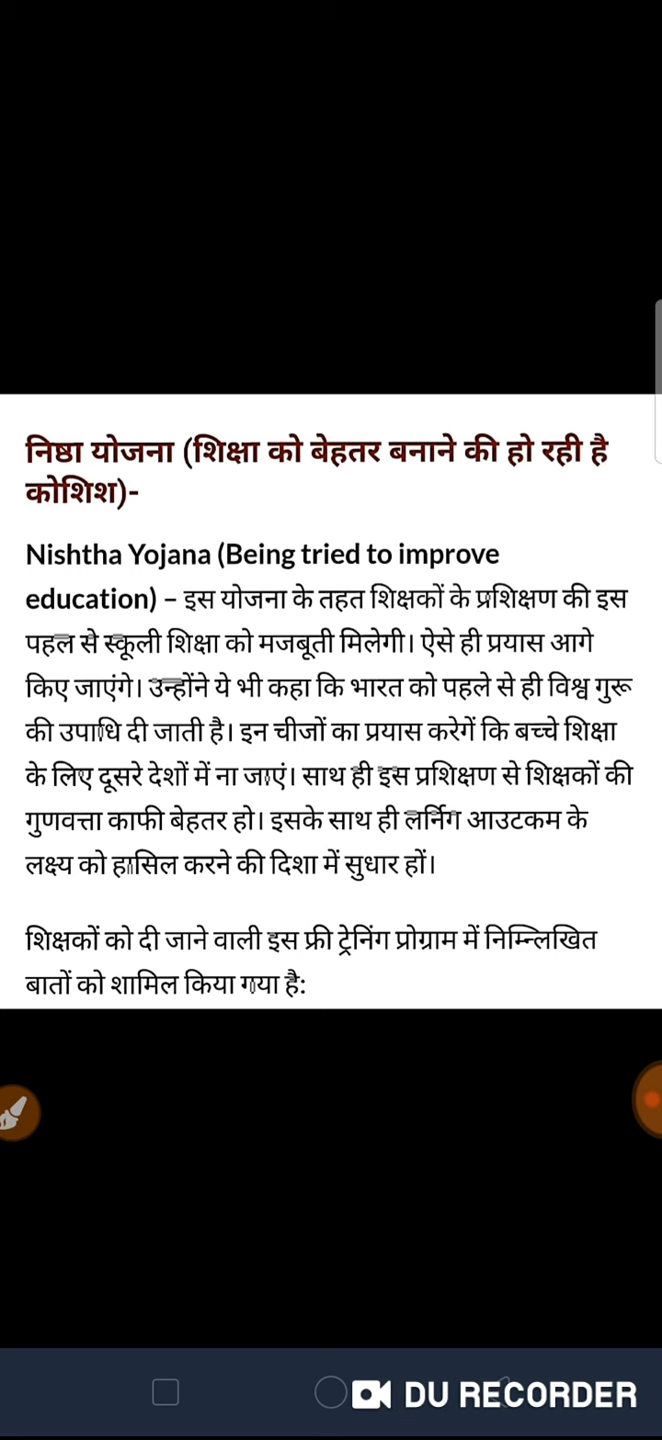 निष्ठा योजना (शिक्षा को बेहतर बनाने की हो रही है
कोशिश)-
Nishtha Yojana (Being tried to improve
education) – इस योजना के तहत शिक्षकों के प्रशिक्षण की इस
पहल से स्कूली शिक्षा को मजबूती मिलेगी। ऐसे ही प्रयास आगे
किए जाएंगे। उन्होंने ये भी कहा कि भारत को पहले से ही विश्व गुरू
की उपाधि दी जाती है। इन चीजों का प्रयास करेगें कि बच्चे शिक्षा
के लिए दूसरे देशों में ना जाएं। साथ ही इस प्रशिक्षण से शिक्षकों की
गुणवत्ता काफी बेहतर हो। इसके साथ ही लर्निंग आउटकम के
लक्ष्य को हासिल करने की दिशा में सुधार हों।
शिक्षकों को दी जाने वाली इस फ्री ट्रेनिंग प्रोग्राम में निम्न्लिखित
बातों को शामिल किया गया है:
DU RECORDER